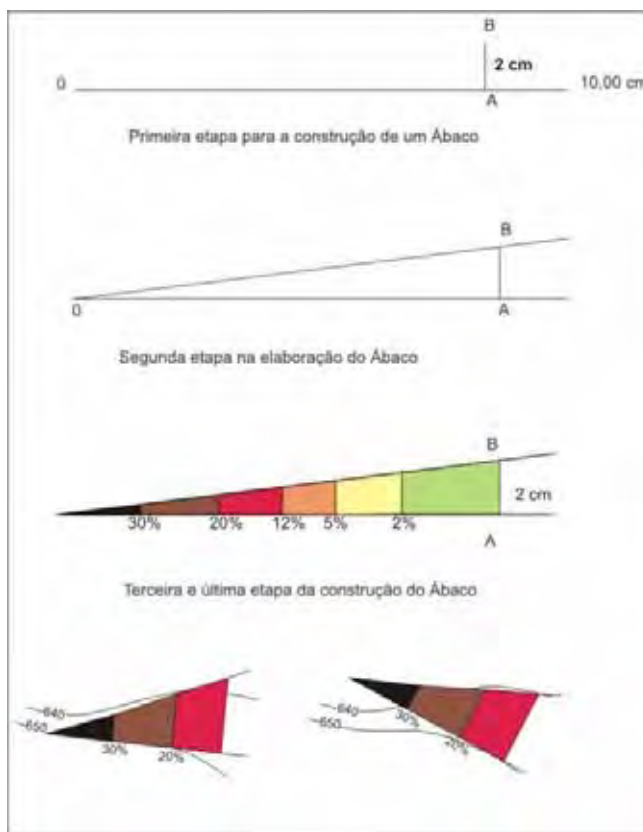 B
2 cm
0 10,00 cm
A
Primeira etapa para a construção de um Ábaco
B
0
A
Segunda etapa na elaboração do Ábaco
B
2 cm
30% 20% 12% 5% 2%
A
Terceira e última etapa da construção do Ábaco
~640
~650
30%
20%
~640
~650
30%
20%